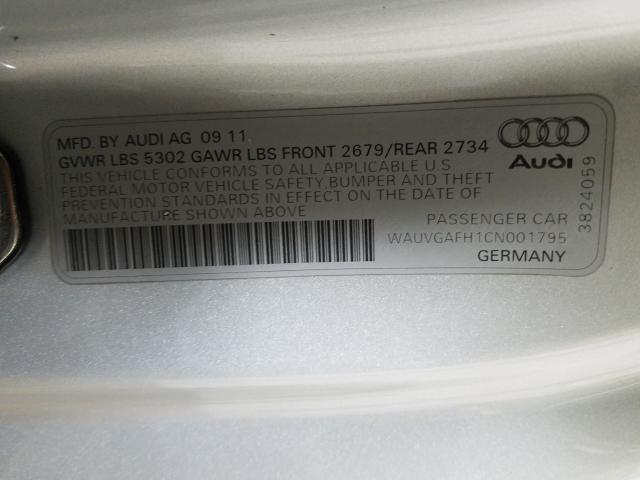 MFD. BY AUDI AG 09 11
GVWR LBS 5302 GAWR LBS FRONT 2679/REAR 2734
THIS VEHICLE CONFORMS TO ALL APPLICABLE U.S
FEDERAL MOTOR VEHICLE SAFETY,BUMPER AND THEFT
PREVENTION STANDARDS IN EFFECT ON THE DATE OF
MANUFACTURE SHOWN ABOVE
Audi
PASSENGER CAR
WAUVGAFH1CN001795
GERMANY
3824059